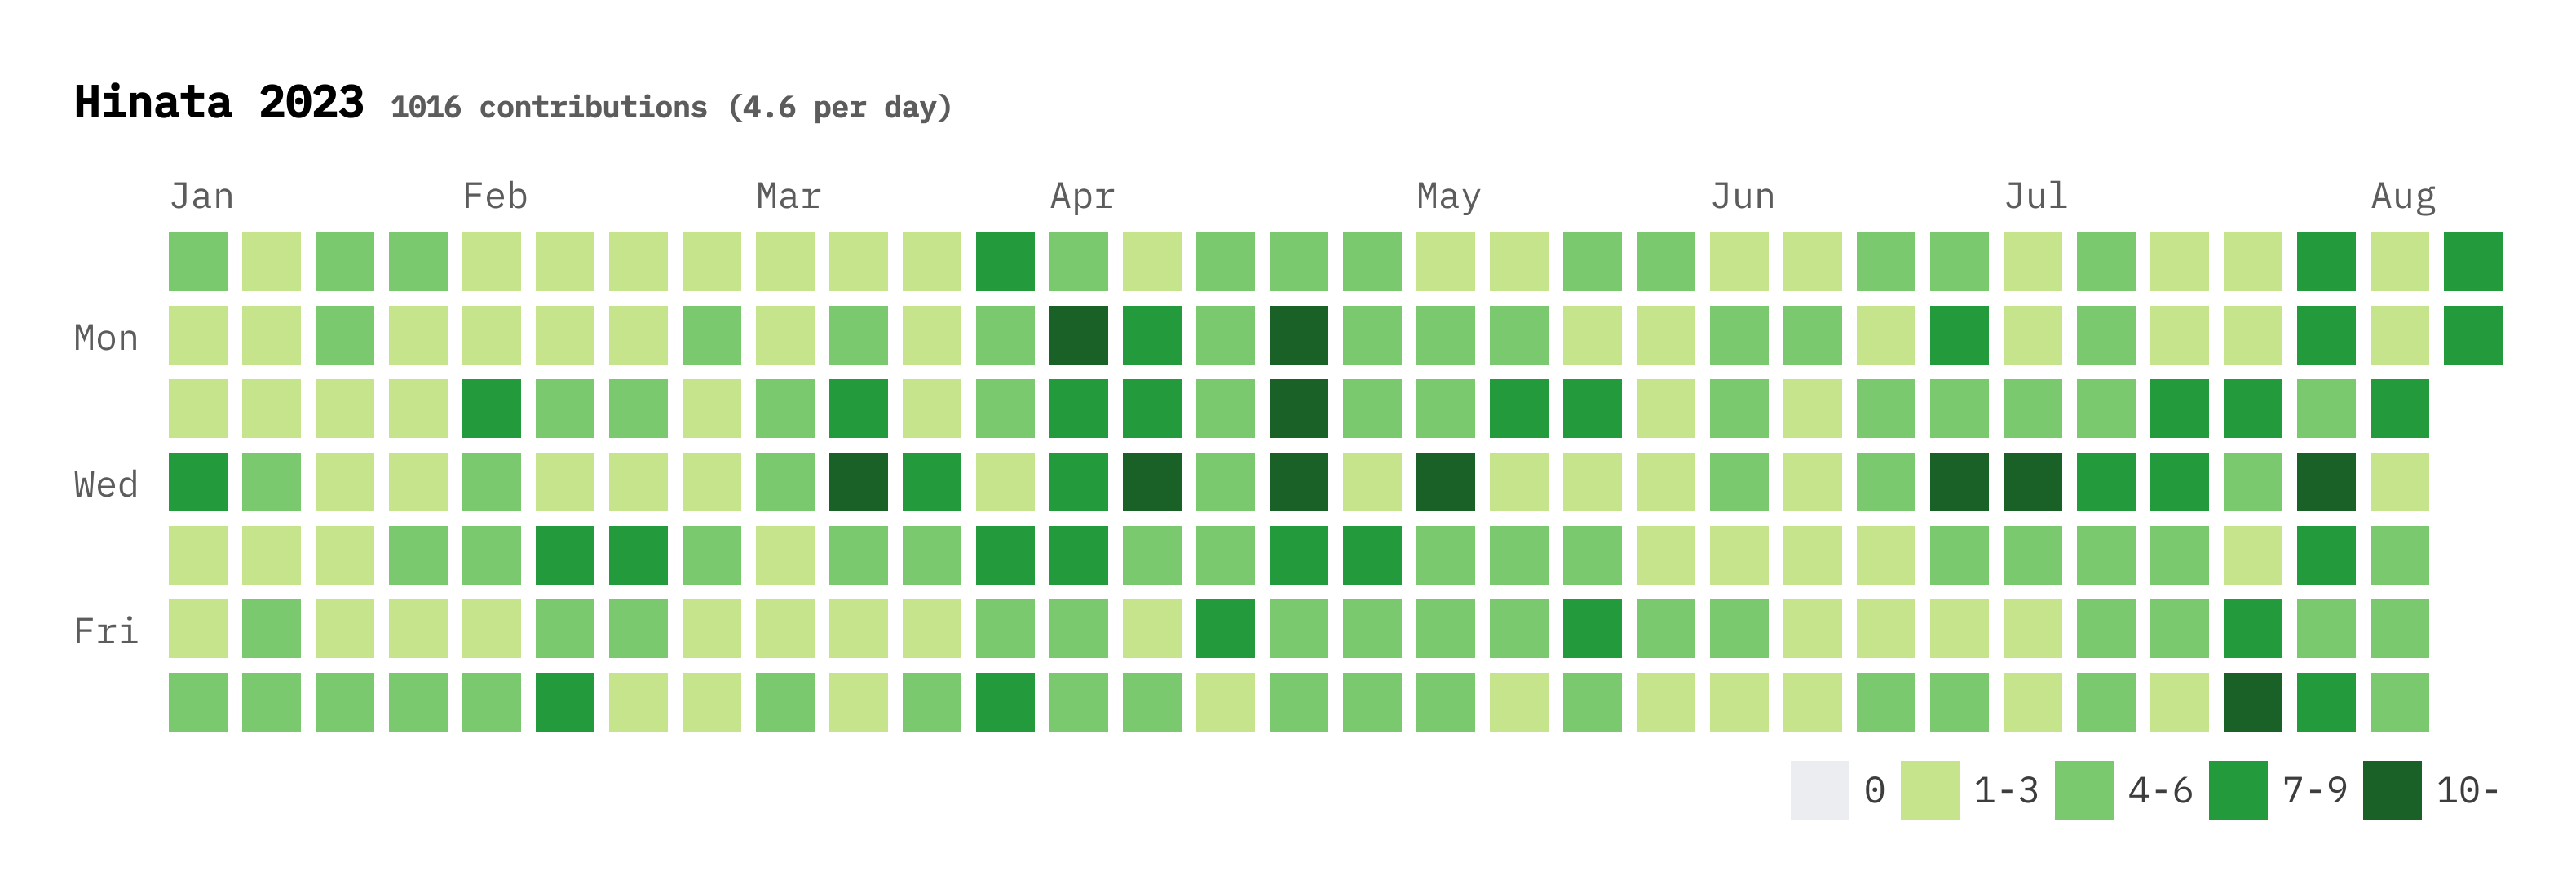 Hinata 2023 1016 contributions (4.6 per day)
Jan Feb Mar Apr May Jun Jul Aug
Mon
Wed
Fri
0 1-3 4-6 7-9 10-